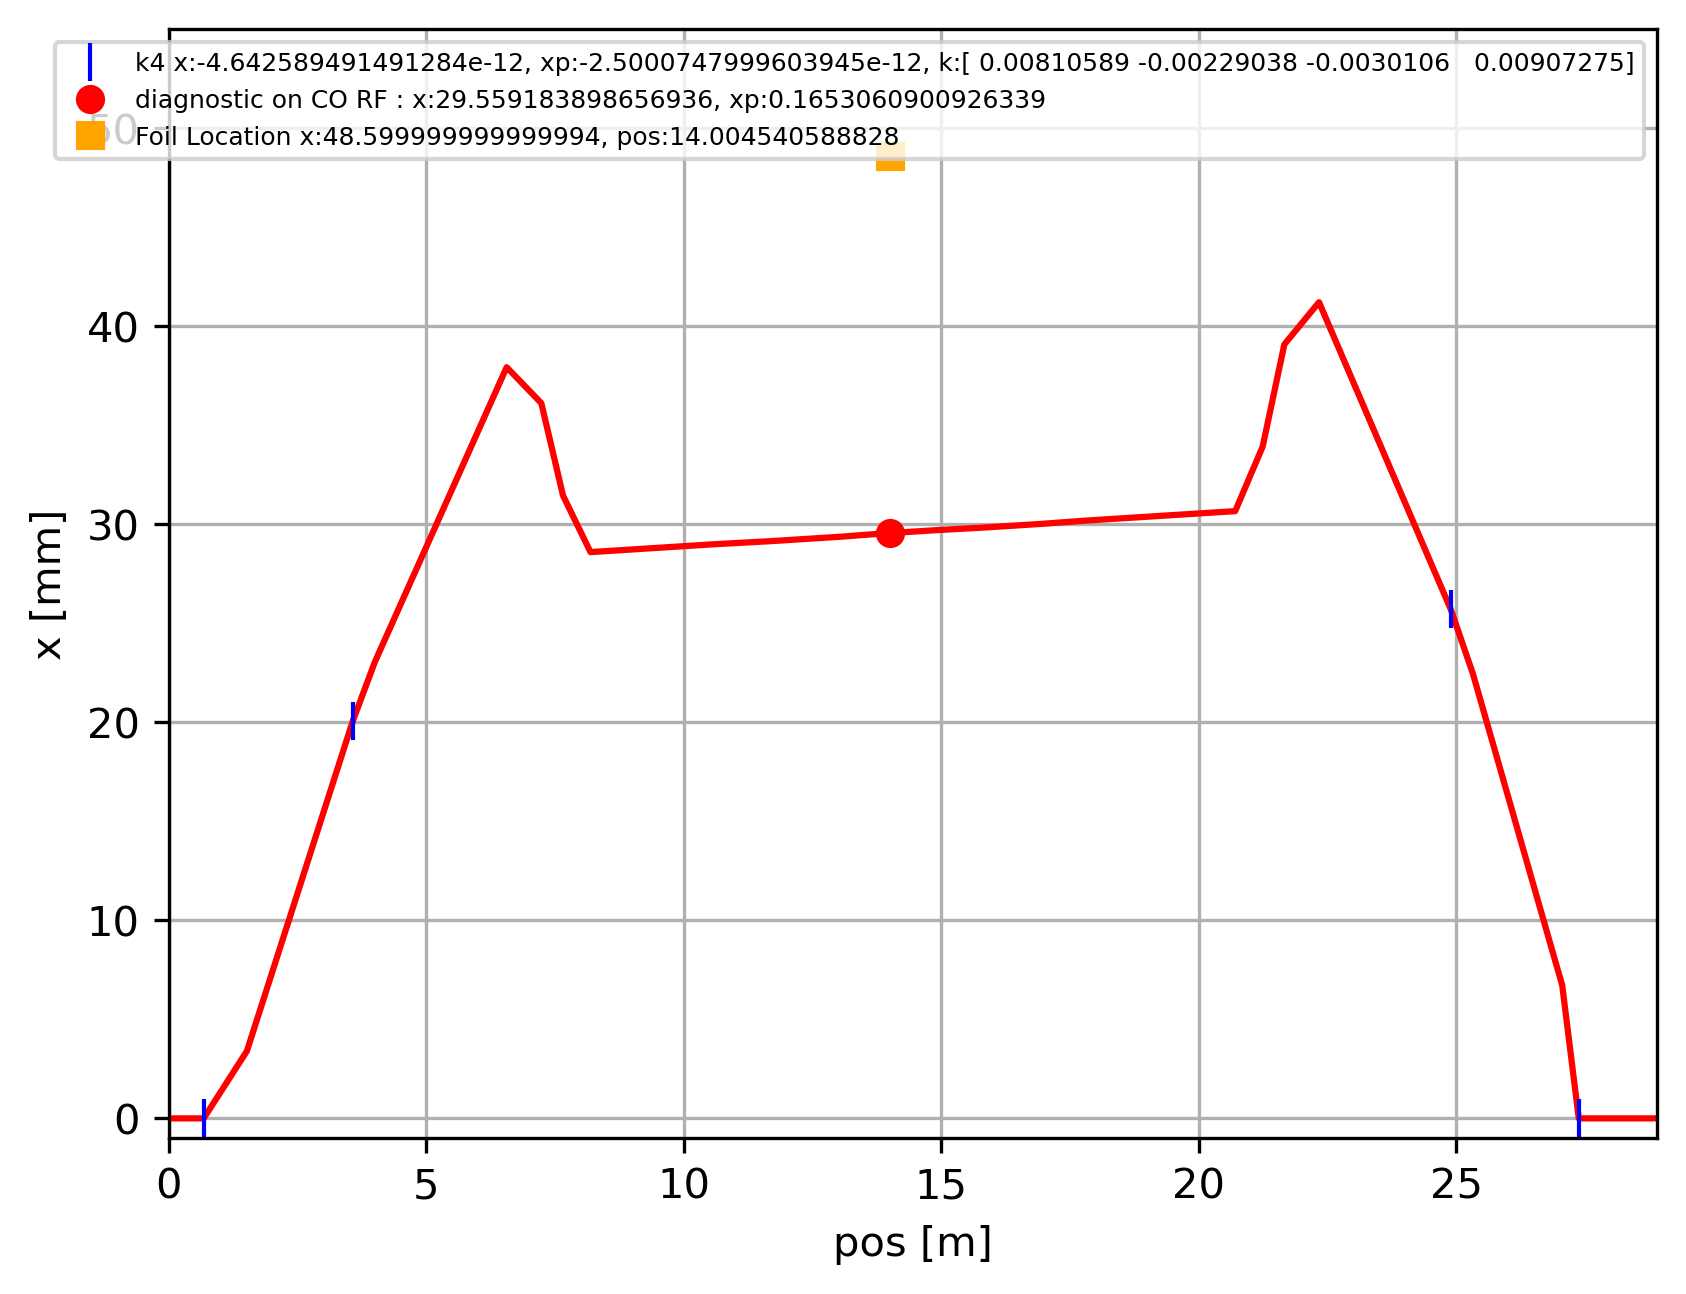 k4 x:-4.642589491491284e-12, xp:-2.5000747999603945e-12, k:[ 0.00810589 -0.00229038 -0.0030106   0.00907275]
diagnostic on CO RF : x:29.559183898656936, xp:0.1653060900926339
Foil Location x:48.599999999999994, pos:14.004540588828
50
40
30
20
10
0
x [mm]
0 5 10 15 20 25
pos [m]